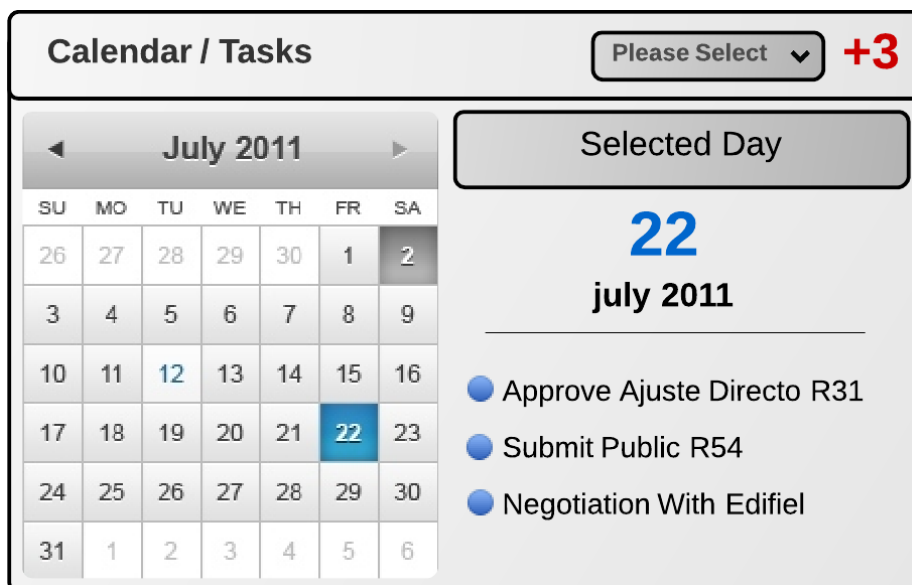 Calendar / Tasks
Please Select
+3
July 2011
SU MO TU WE TH FR SA
26 27 28 29 30 1 2
3 4 5 6 7 8 9
10 11 12 13 14 15 16
17 18 19 20 21 22 23
24 25 26 27 28 29 30
31 1 2 3 4 5 6
Selected Day
22
july 2011
Approve Ajuste Directo R31
Submit Public R54
Negotiation With Edifiel